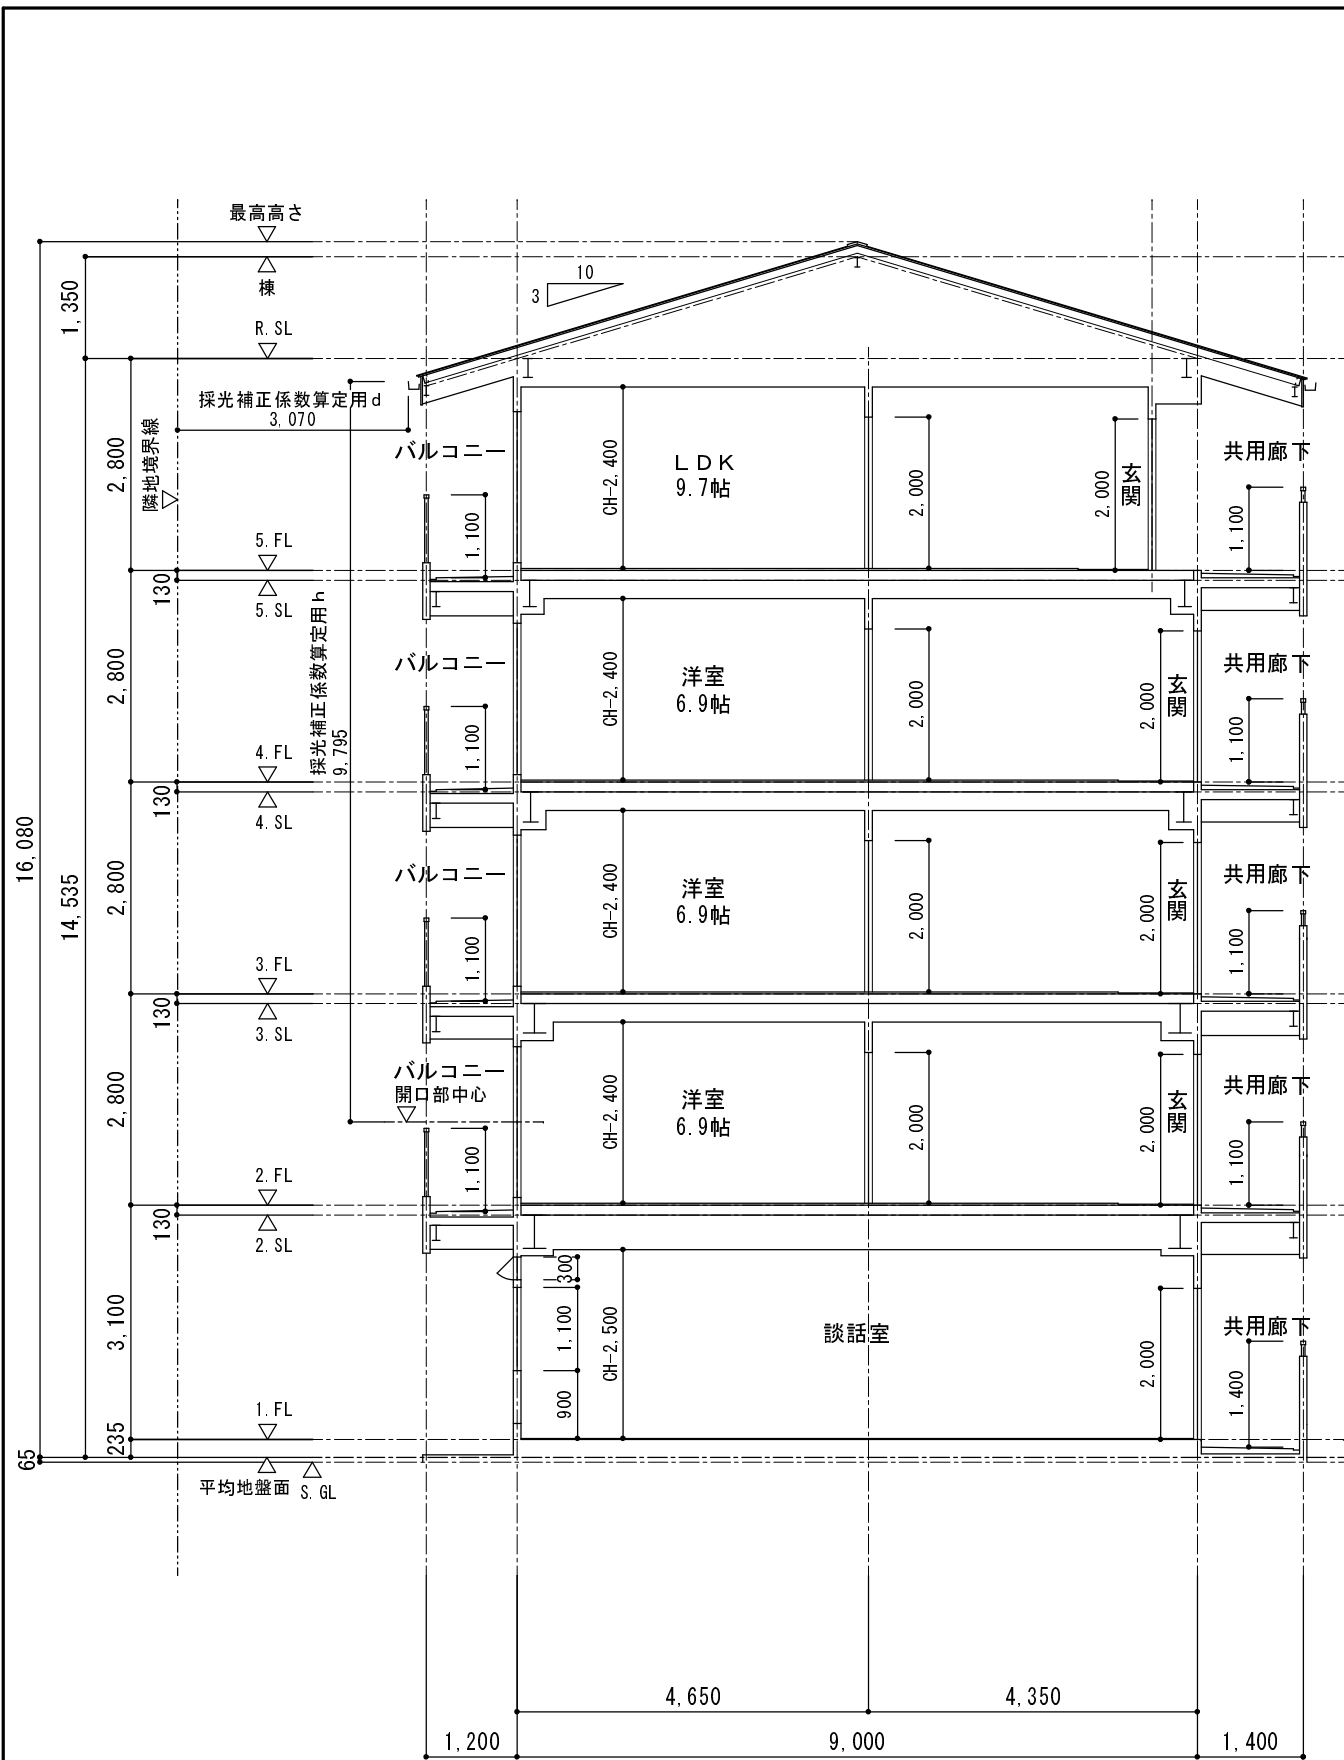 最高高さ
棟
1,350
10
3
R.SL
採光補正係数算定用d
3,070
隣地境界線
2,800
バルコニー
1,100
CH-2,400
LDK
9.7帖
2,000
2,000
玄関
共用廊下
1,100
5.FL
130
5.SL
採光補正係数算定用h
9,795
2,800
バルコニー
1,100
CH-2,400
洋室
6.9帖
2,000
2,000
玄関
共用廊下
1,100
4.FL
130
4.SL
16,080
14,535
2,800
バルコニー
1,100
CH-2,400
洋室
6.9帖
2,000
2,000
玄関
共用廊下
1,100
3.FL
130
3.SL
2,800
バルコニー
開口部中心
1,100
CH-2,400
洋室
6.9帖
2,000
2,000
玄関
共用廊下
1,100
2.FL
130
2.SL
3,100
300
1,100
900
CH-2,500
談話室
2,000
共用廊下
1,400
1.FL
235
65
平均地盤面
S.GL
4,650
4,350
1,200
9,000
1,400